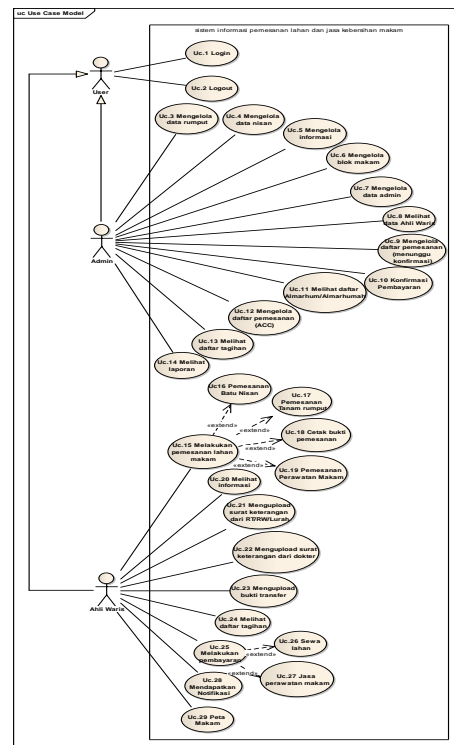 uc Use Case Model
sistem informasi pemesanan lahan dan jasa kebersihan makam
Uc.1 Login
User
Uc.2 Logout
Uc.3 Mengelola
data rumput
Uc.4 Mengelola
data nisan
Uc.5 Mengelola
informasi
Uc.6 Mengelola
blok makam
Uc.7 Mengelola
data admin
Uc.8 Melihat
data Ahli Waris
Uc.9 Mengelola
daftar pemesanan
(menunggu
konfirmasi)
Admin
Uc.10 Konfirmasi
Pembayaran
Uc.11 Melihat daftar
Almarhum/Almarhumah
Uc.12 Mengelola
daftar pemesanan
(ACC)
Uc.13 Melihat
daftar tagihan
Uc.14 Melihat
laporan
Uc16 Pemesanan
Batu Nisan
Uc.17
Pemesanan
Tanam rumput
«extend»
Uc.18 Cetak bukti
pemesanan
«extend»
Uc.15 Melakukan
pemesanan lahan
makam
«extend»
«extend»
Uc.19 Pemesanan
Perawatan Makam
Uc.20 Melihat
informasi
Uc.21 Mengupload
surat keterangan
dari RT/RW/Lurah
Uc.22 Mengupload surat
keterangan dari dokter
Uc.23 Mengupload
bukti transfer
Ahli Waris
Uc.24 Melihat
daftar tagihan
Uc.25
Melakukan
pembayaran
«extend»
Uc.26 Sewa
lahan
«extend»
Uc.27 Jasa
perawatan makam
Uc.28
Mendapatkan
Notifikasi
Uc.29 Peta
Makam